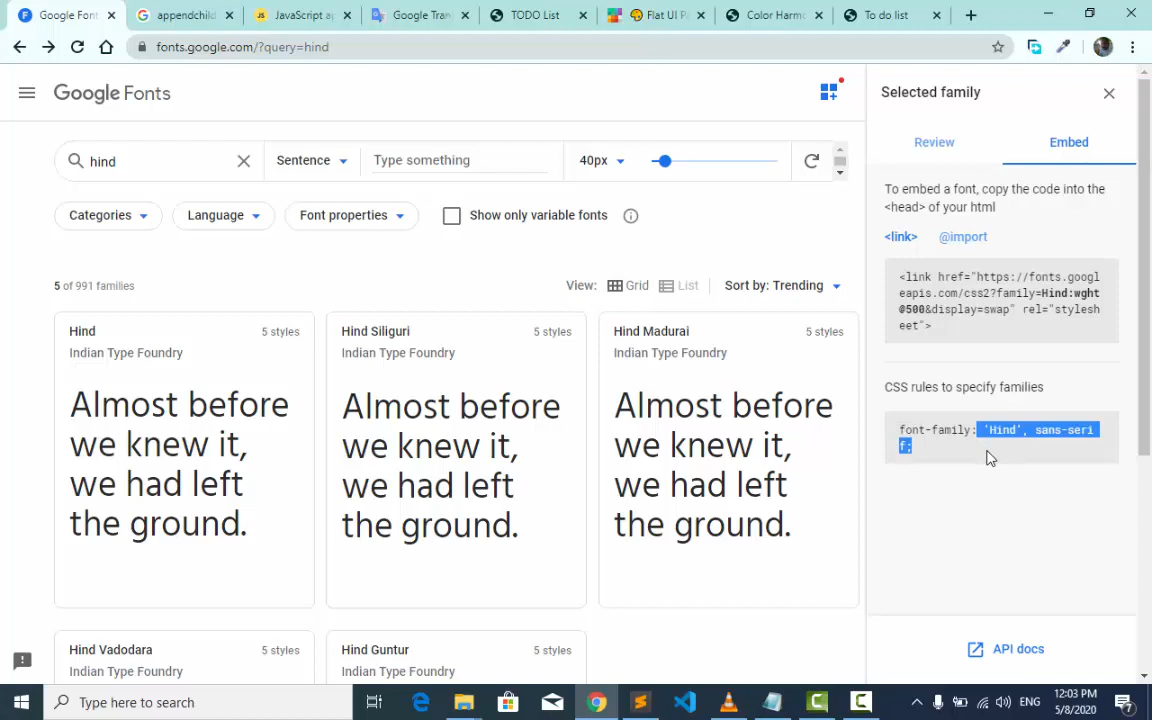 Google Fon
appendchild
JavaScript ap
Google Tran
TODO List
Flat UI Pa
Color Harmo
To do list
fonts.google.com/?query=hind
Google Fonts
Selected family
hind
Sentence
Type something
40px
Review
Embed
Categories
Language
Font properties
Show only variable fonts
To embed a font, copy the code into the
<head> of your html
<link>
@import
<link href="https://fonts.googl
eapis.com/css2?family=Hind:wght
@500&display=swap" rel="stylesh
eet">
5 of 991 families
View:
Grid
List
Sort by: Trending
CSS rules to specify families
font-family: 'Hind', sans-seri
f;
Hind
5 styles
Indian Type Foundry
Almost before
we knew it,
we had left
the ground.
Hind Siliguri
5 styles
Indian Type Foundry
Almost before
we knew it,
we had left
the ground.
Hind Madurai
5 styles
Indian Type Foundry
Almost before
we knew it,
we had left
the ground.
Hind Vadodara
5 styles
Indian Type Foundry
Hind Guntur
5 styles
Indian Type Foundry
API docs
Type here to search
ENG
12:03 PM
5/8/2020
7